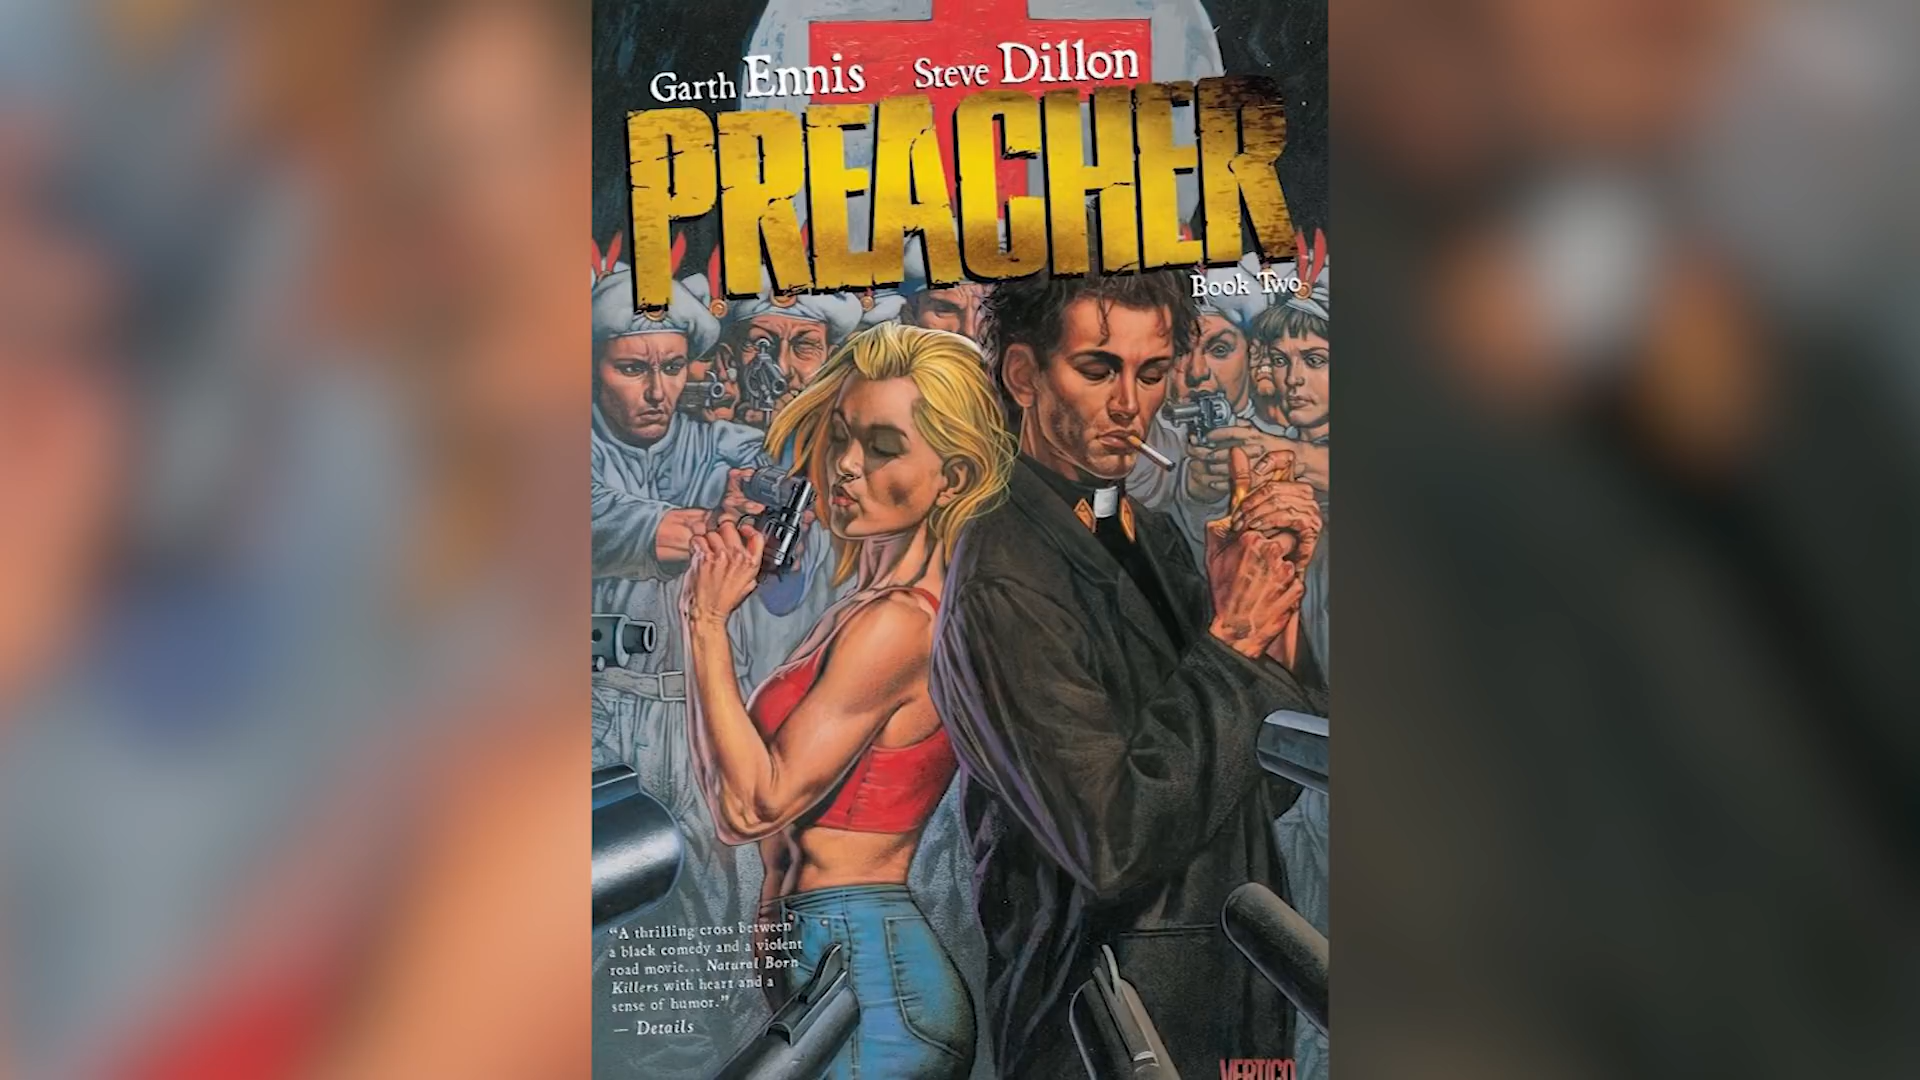 Garth Ennis Steve Dillon
PREACHER
Book Two
“A thrilling cross between
a black comedy and a violent
road movie... Natural Born
Killers with heart and a
sense of humor.”
— Details
VERTIGO